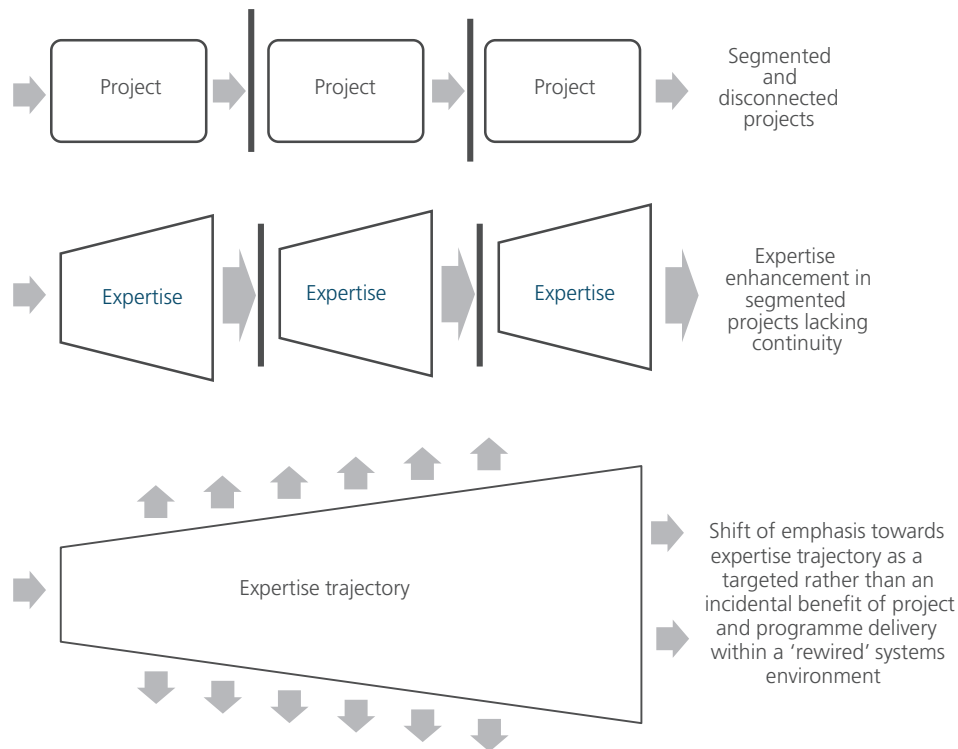 Project
Project
Project
Segmented
and
disconnected
projects
Expertise
Expertise
Expertise
Expertise
enhancement in
segmented
projects lacking
continuity
Expertise trajectory
Shift of emphasis towards
expertise trajectory as a
targeted rather than an
incidental benefit of project
and programme delivery
within a ‘rewired’ systems
environment